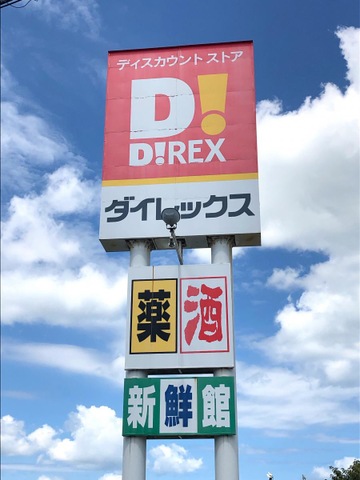 ディスカウント ストア
D!
D!REX
ダイレックス
薬 酒
新鮮館